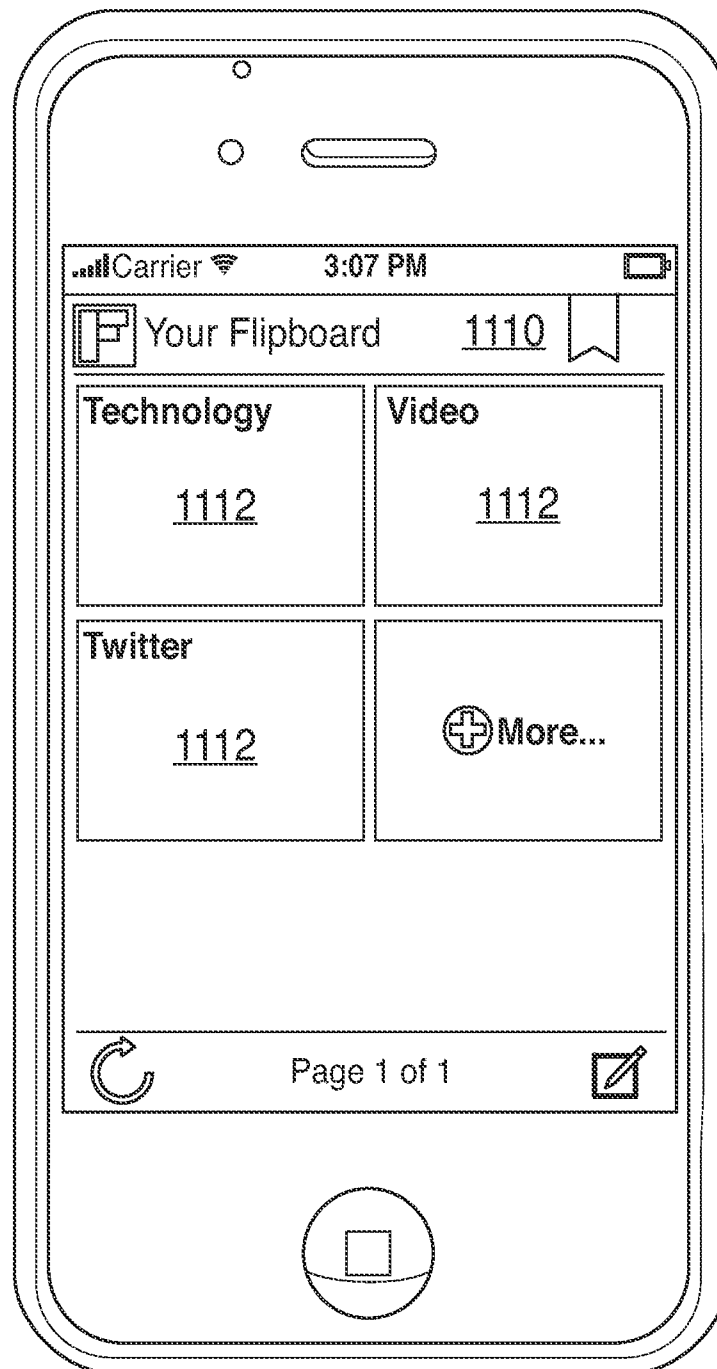 Carrier 3:07 PM
Your Flipboard 1110
Technology Video
1112 1112
Twitter
1112 More...
Page 1 of 1